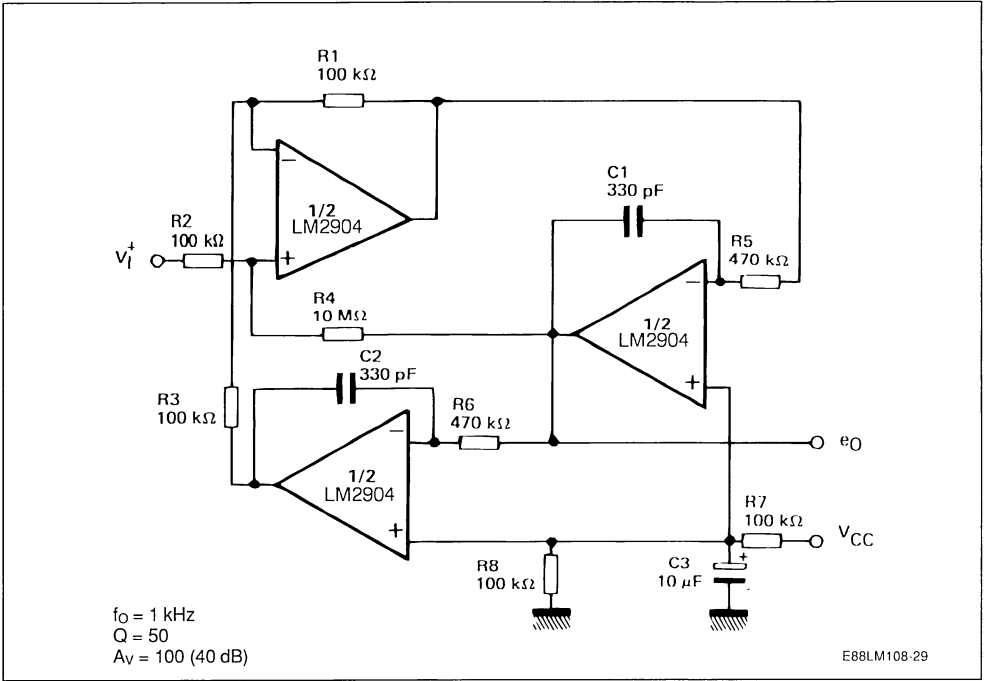 R1
100 kΩ
−
1/2
LM2904
+
C1
330 pF
R2
100 kΩ
V_I^+
R5
470 kΩ
−
1/2
LM2904
+
R4
10 MΩ
C2
330 pF
R3
100 kΩ
R6
470 kΩ
−
1/2
LM2904
+
e_O
R7
100 kΩ
V_CC
R8
100 kΩ
C3
10 µF
+
f_O = 1 kHz
Q = 50
A_V = 100 (40 dB)
E88LM108-29